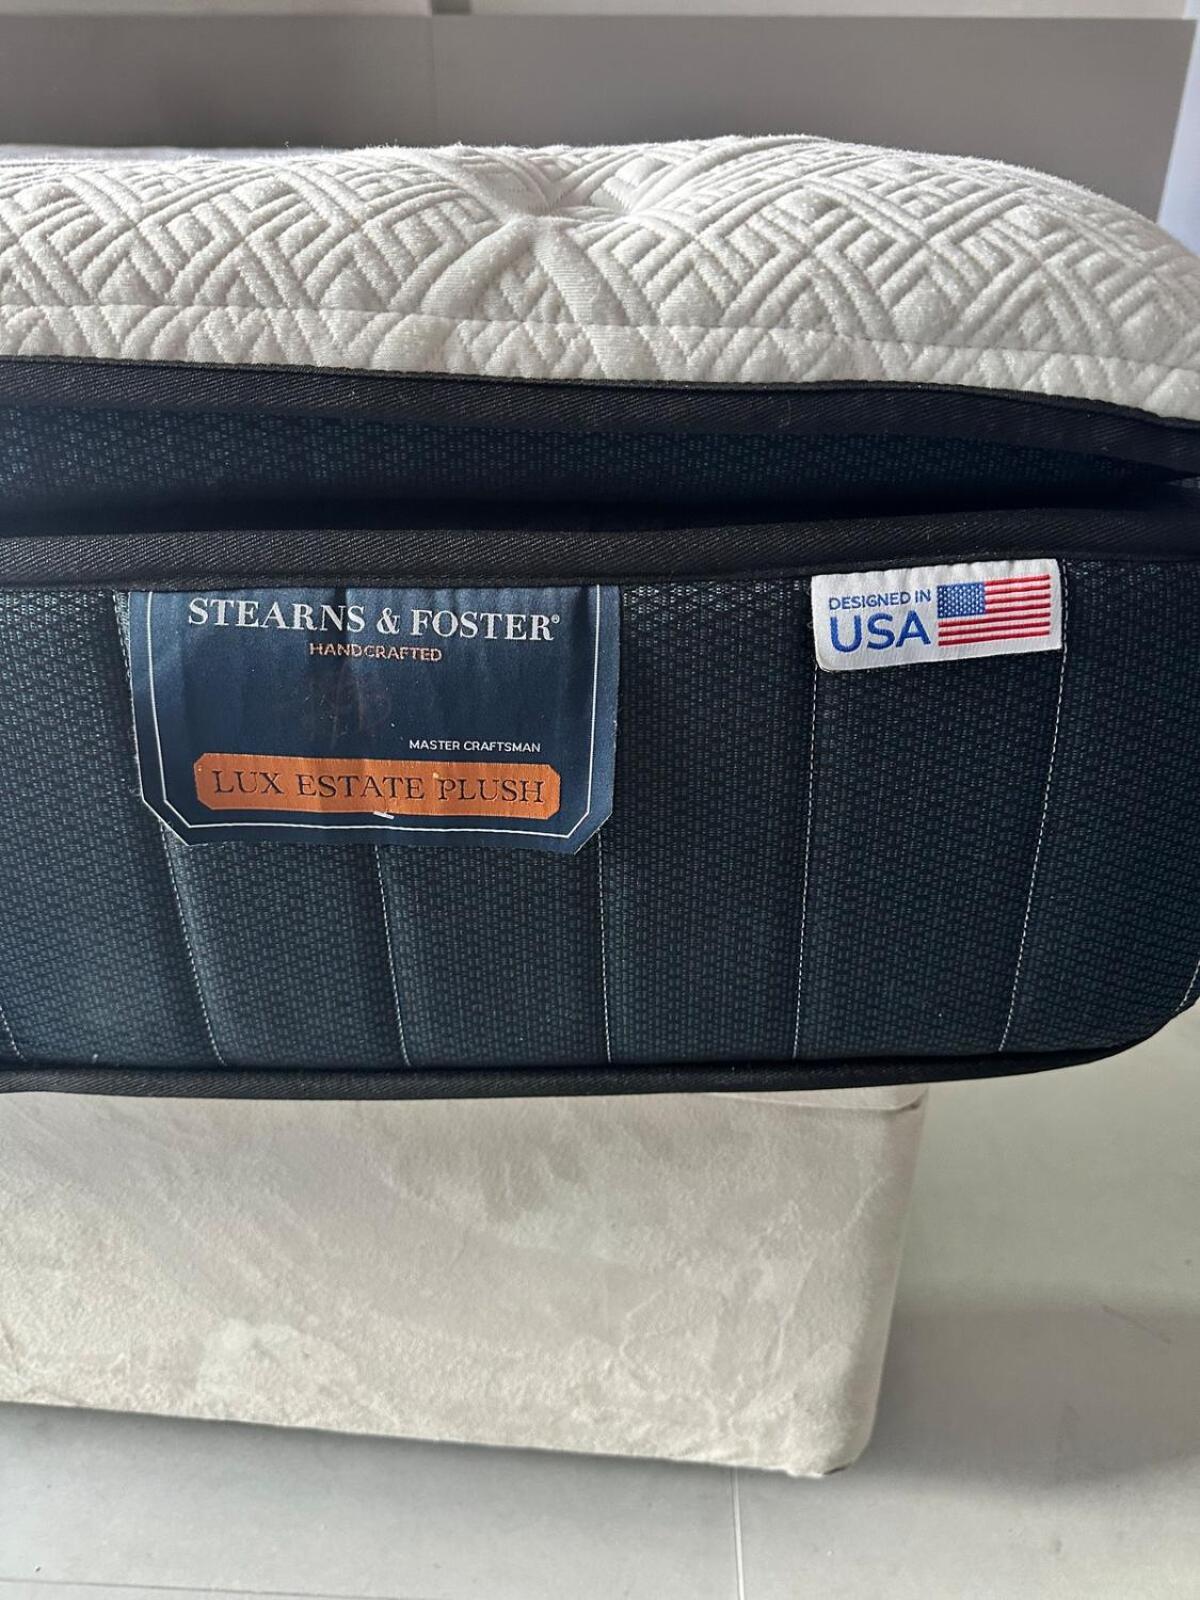 STEARNS & FOSTER®
HANDCRAFTED
MASTER CRAFTSMAN
LUX ESTATE PLUSH
DESIGNED IN
USA